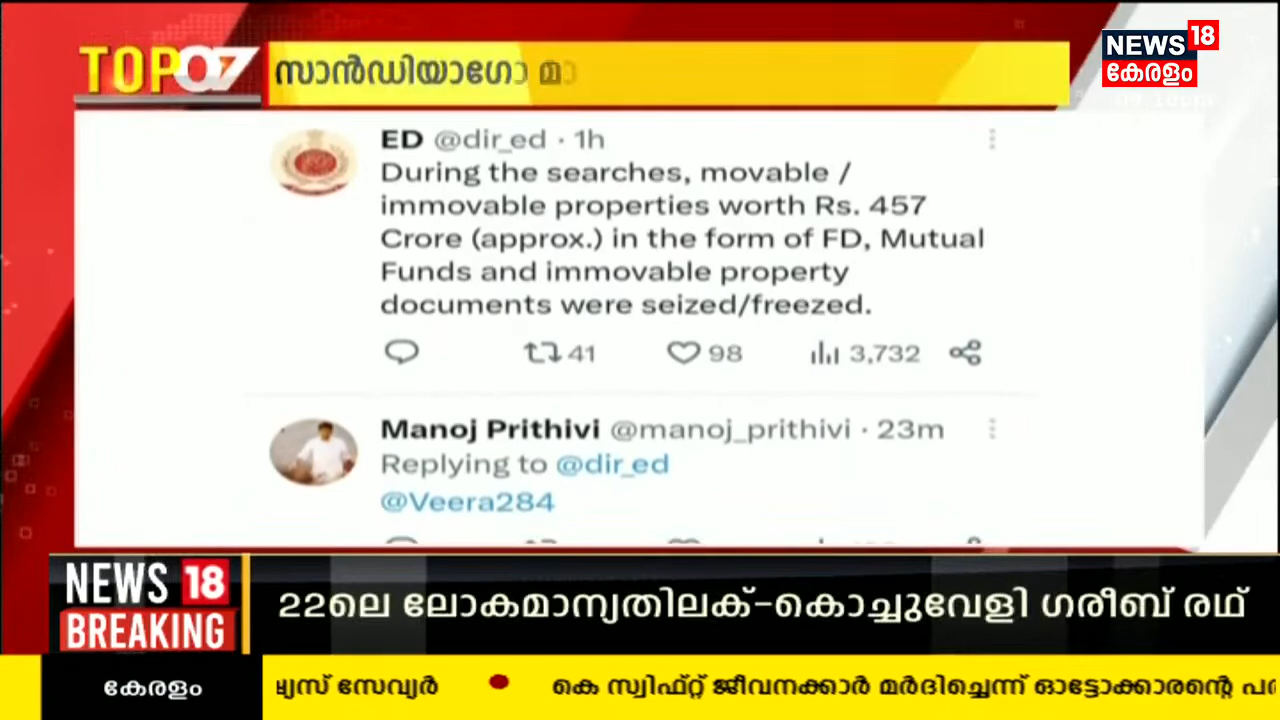 TOP 07
സാൻഡിയാഗോ മാ
NEWS 18
കേരളം
ED @dir_ed · 1h
During the searches, movable /
immovable properties worth Rs. 457
Crore (approx.) in the form of FD, Mutual
Funds and immovable property
documents were seized/freezed.
41 98 3,732
Manoj Prithivi @manoj_prithivi · 23m
Replying to @dir_ed
@Veera284
NEWS 18
BREAKING
22ലെ ലോകമാന്യതിലക്-കൊച്ചുവേളി ഗരീബ് രഥ്
കേരളം
സേവ്യർ • കെ സ്വിഫ്റ്റ് ജീവനക്കാർ മർദിച്ചെന്ന് ഓട്ടോക്കാരന്റെ